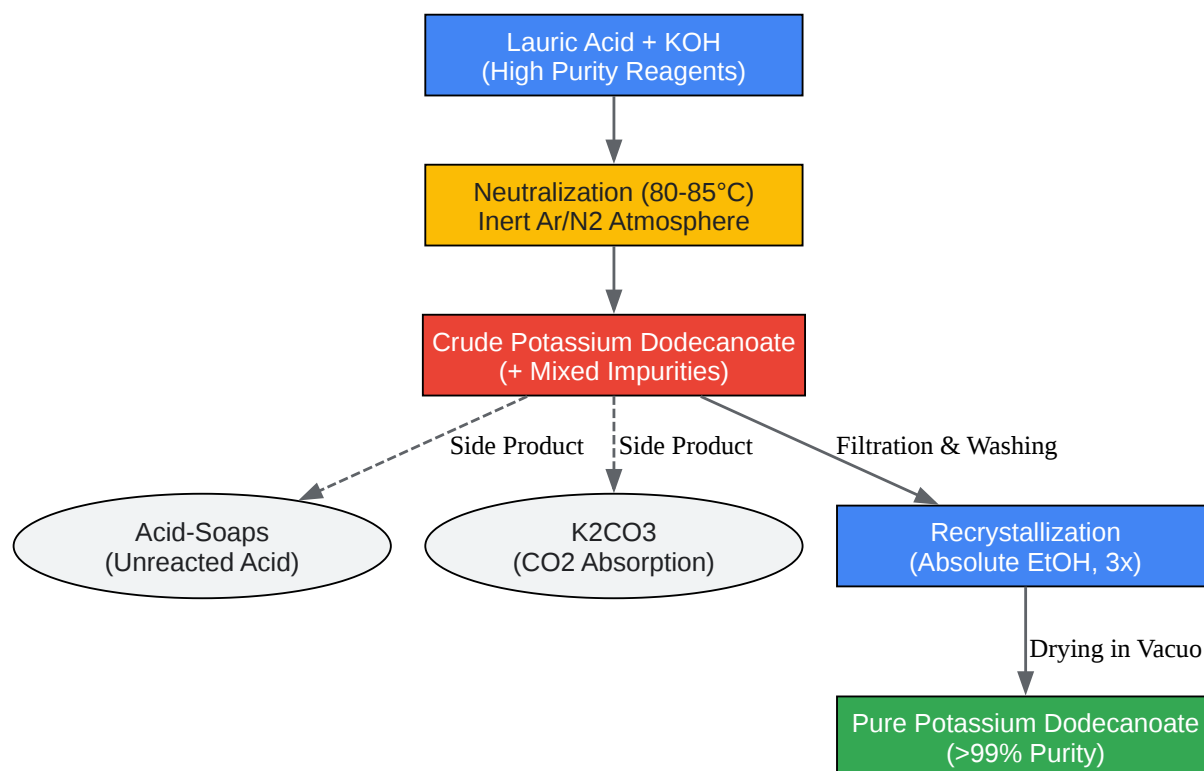 Lauric Acid + KOH
(High Purity Reagents)
Neutralization (80-85°C)
Inert Ar/N2 Atmosphere
Crude Potassium Dodecanoate
(+ Mixed Impurities)
Side Product
Side Product
Filtration & Washing
Acid-Soaps
(Unreacted Acid)
K2CO3
(CO2 Absorption)
Recrystallization
(Absolute EtOH, 3x)
Drying in Vacuo
Pure Potassium Dodecanoate
(>99% Purity)